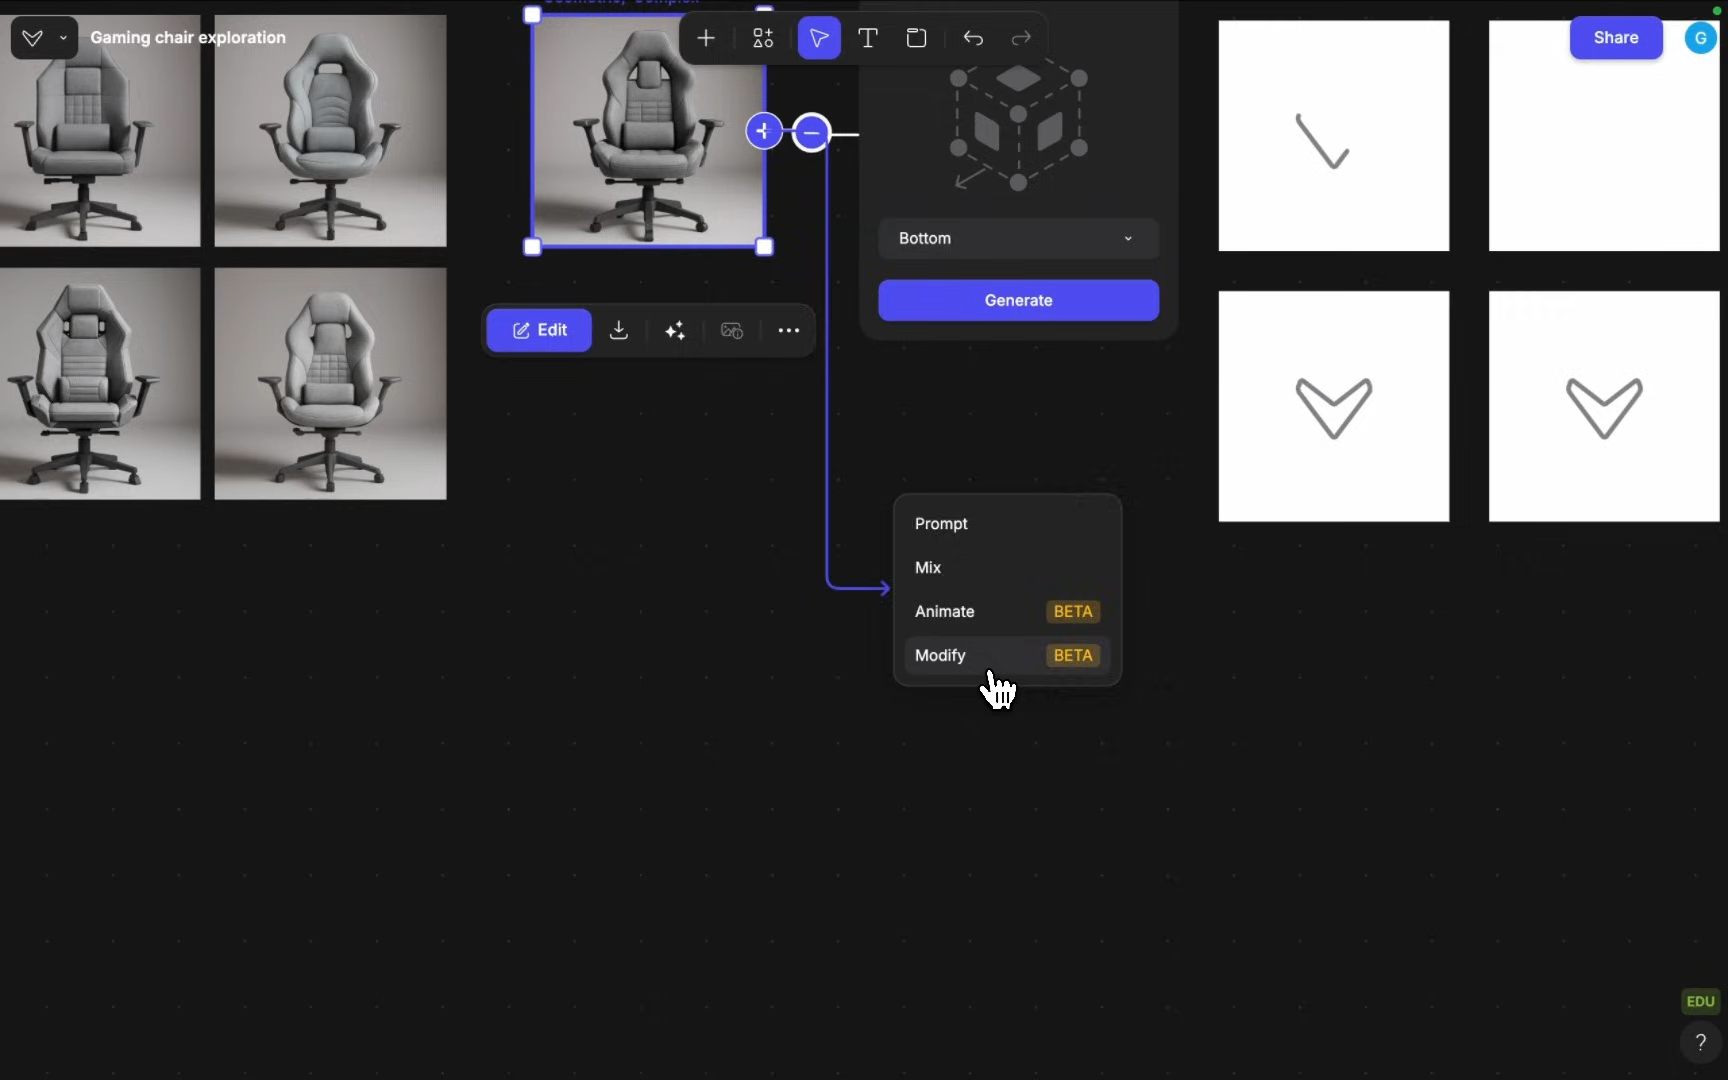 Gaming chair exploration
Share
G
Bottom
Generate
Edit
Prompt
Mix
Animate BETA
Modify BETA
EDU
?